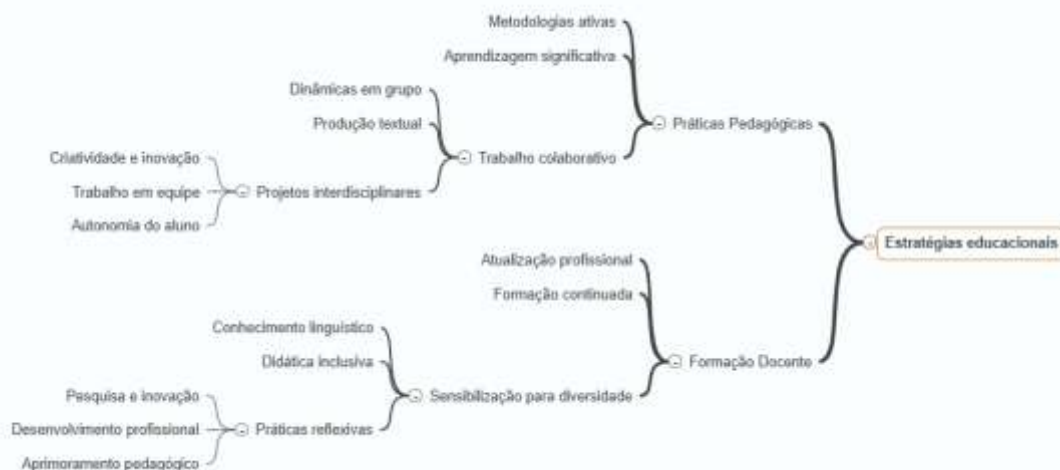 Metodologias ativas
Aprendizagem significativa
Dinâmicas em grupo
Produção textual
Práticas Pedagógicas
Criatividade e inovação
Trabalho colaborativo
Trabalho em equipe
Projetos interdisciplinares
Autonomia do aluno
Estratégias educacionais
Atualização profissional
Formação continuada
Conhecimento linguístico
Didática inclusiva
Formação Docente
Pesquisa e inovação
Sensibilização para diversidade
Desenvolvimento profissional
Práticas reflexivas
Aprimoramento pedagógico